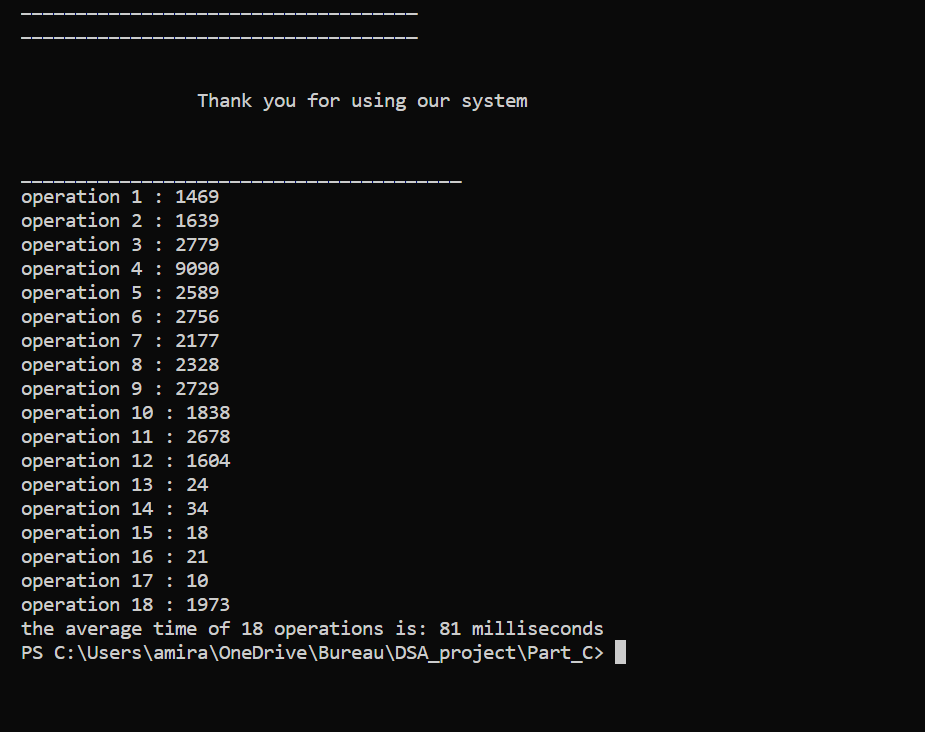 Thank you for using our system
operation 1 : 1469
operation 2 : 1639
operation 3 : 2779
operation 4 : 9090
operation 5 : 2589
operation 6 : 2756
operation 7 : 2177
operation 8 : 2328
operation 9 : 2729
operation 10 : 1838
operation 11 : 2678
operation 12 : 1604
operation 13 : 24
operation 14 : 34
operation 15 : 18
operation 16 : 21
operation 17 : 10
operation 18 : 1973
the average time of 18 operations is: 81 milliseconds
PS C:\Users\amira\OneDrive\Bureau\DSA_project\Part_C>